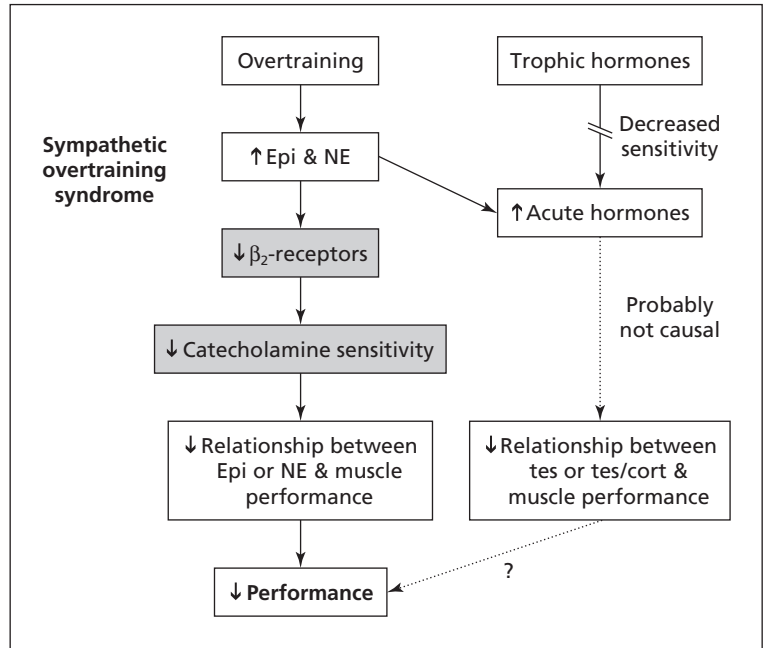 Overtraining
Trophic hormones
Decreased
sensitivity
Sympathetic
overtraining
syndrome
↑ Epi & NE
↑ Acute hormones
↓ β₂-receptors
Probably
not causal
↓ Catecholamine sensitivity
↓ Relationship between
Epi or NE & muscle
performance
↓ Relationship between
tes or tes/cort &
muscle performance
?
↓ Performance